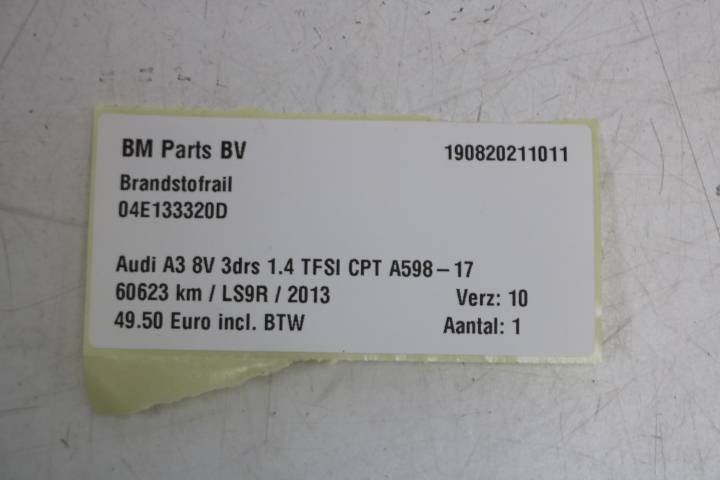 BM Parts BV 190820211011
Brandstofrail
04E133320D
Audi A3 8V 3drs 1.4 TFSI CPT A598-17
60623 km / LS9R / 2013 Verz: 10
49.50 Euro incl. BTW Aantal: 1